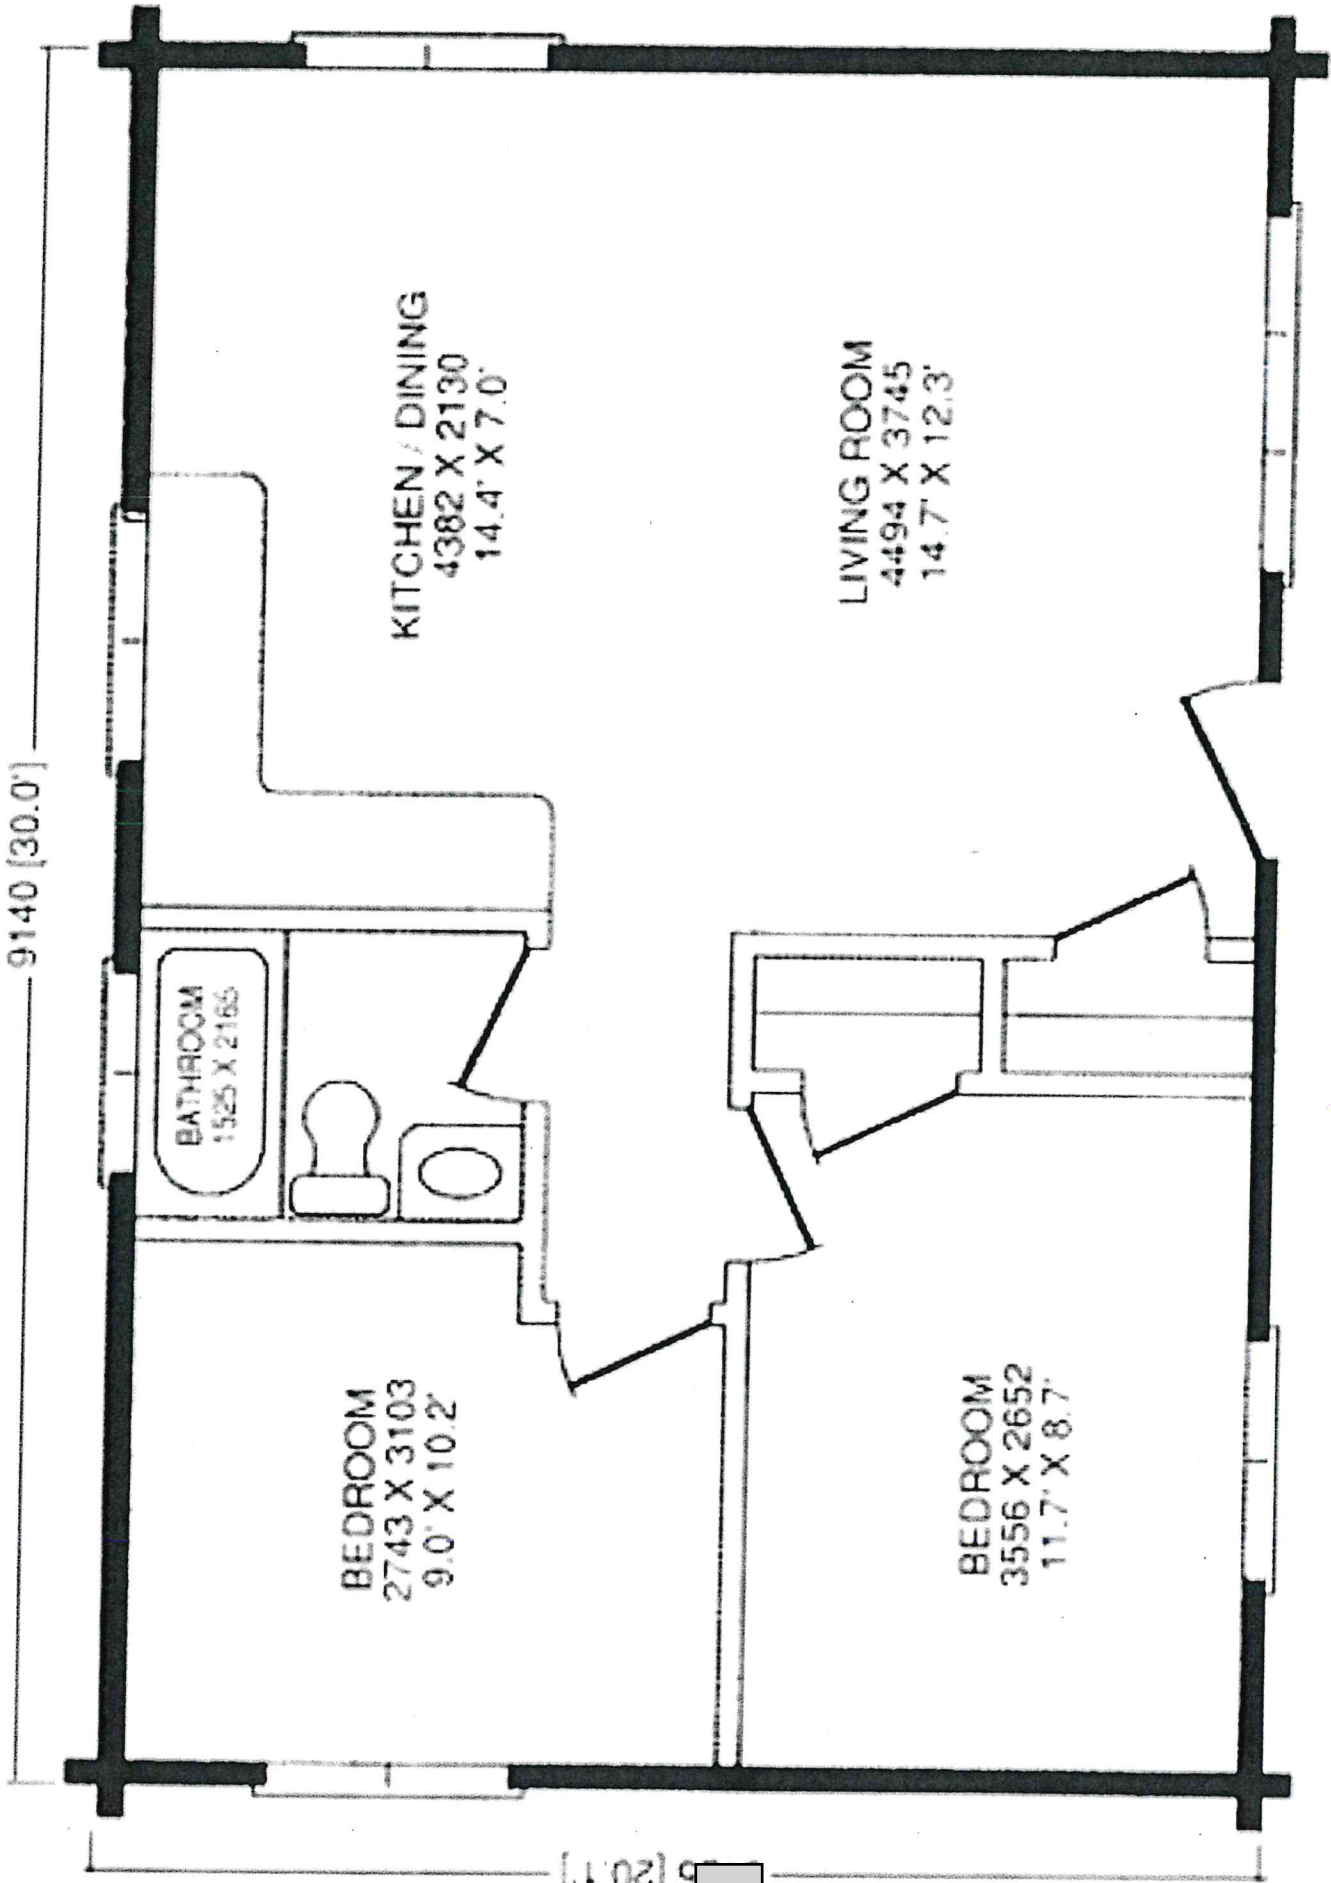 9140 [30.0']
KITCHEN / DINING
4382 X 2130
14.4' X 7.0'
LIVING ROOM
4494 X 3745
14.7' X 12.3'
BATHROOM
1525 X 2165
BEDROOM
2743 X 3103
9.0' X 10.2'
BEDROOM
3556 X 2652
11.7' X 8.7'
[20.1']